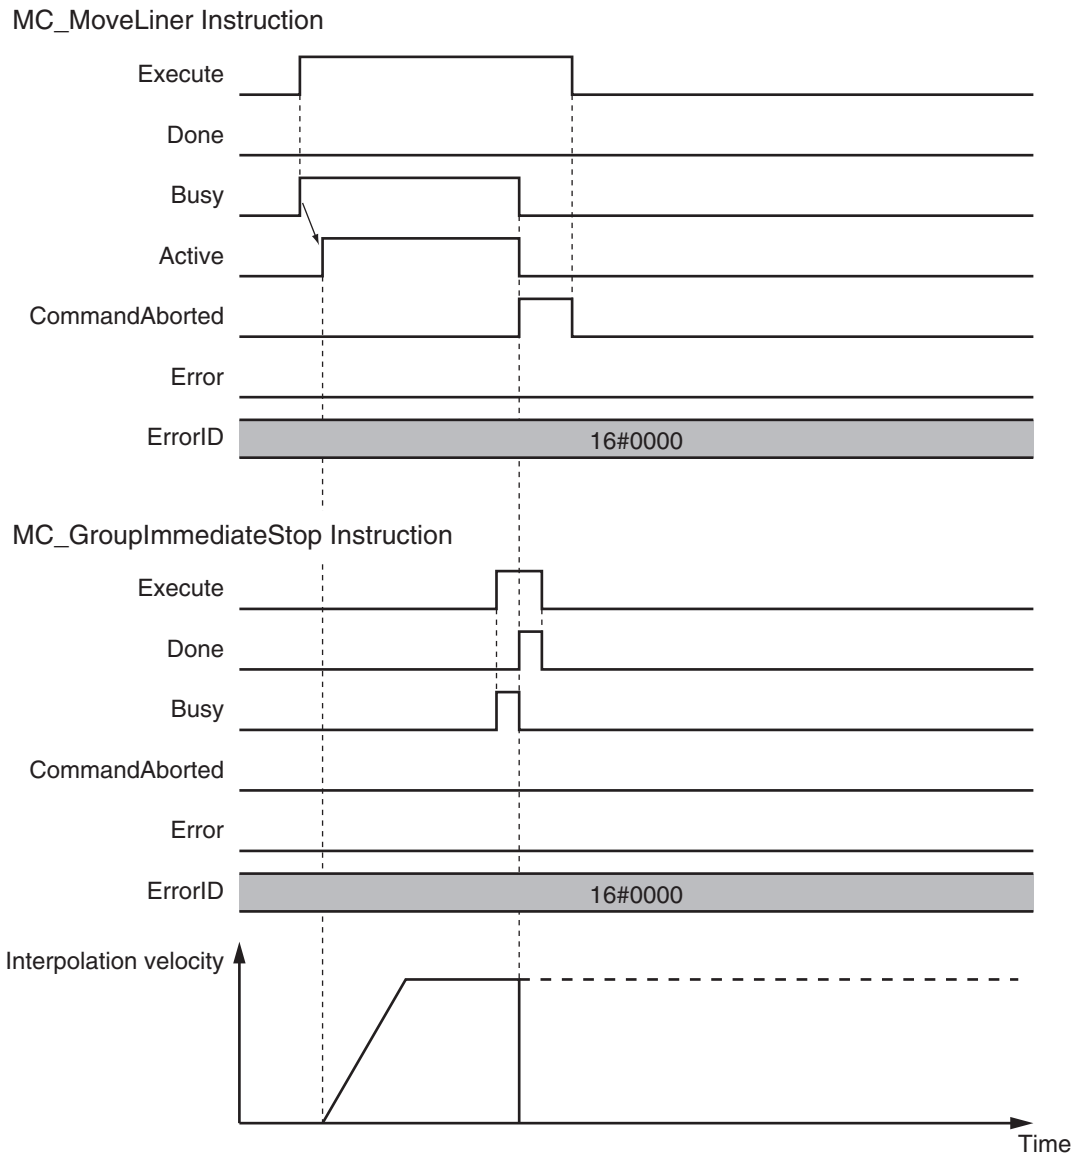 MC_MoveLiner Instruction
Execute
Done
Busy
Active
CommandAborted
Error
ErrorID
16#0000
MC_GroupImmediateStop Instruction
Execute
Done
Busy
CommandAborted
Error
ErrorID
16#0000
Interpolation velocity
Time